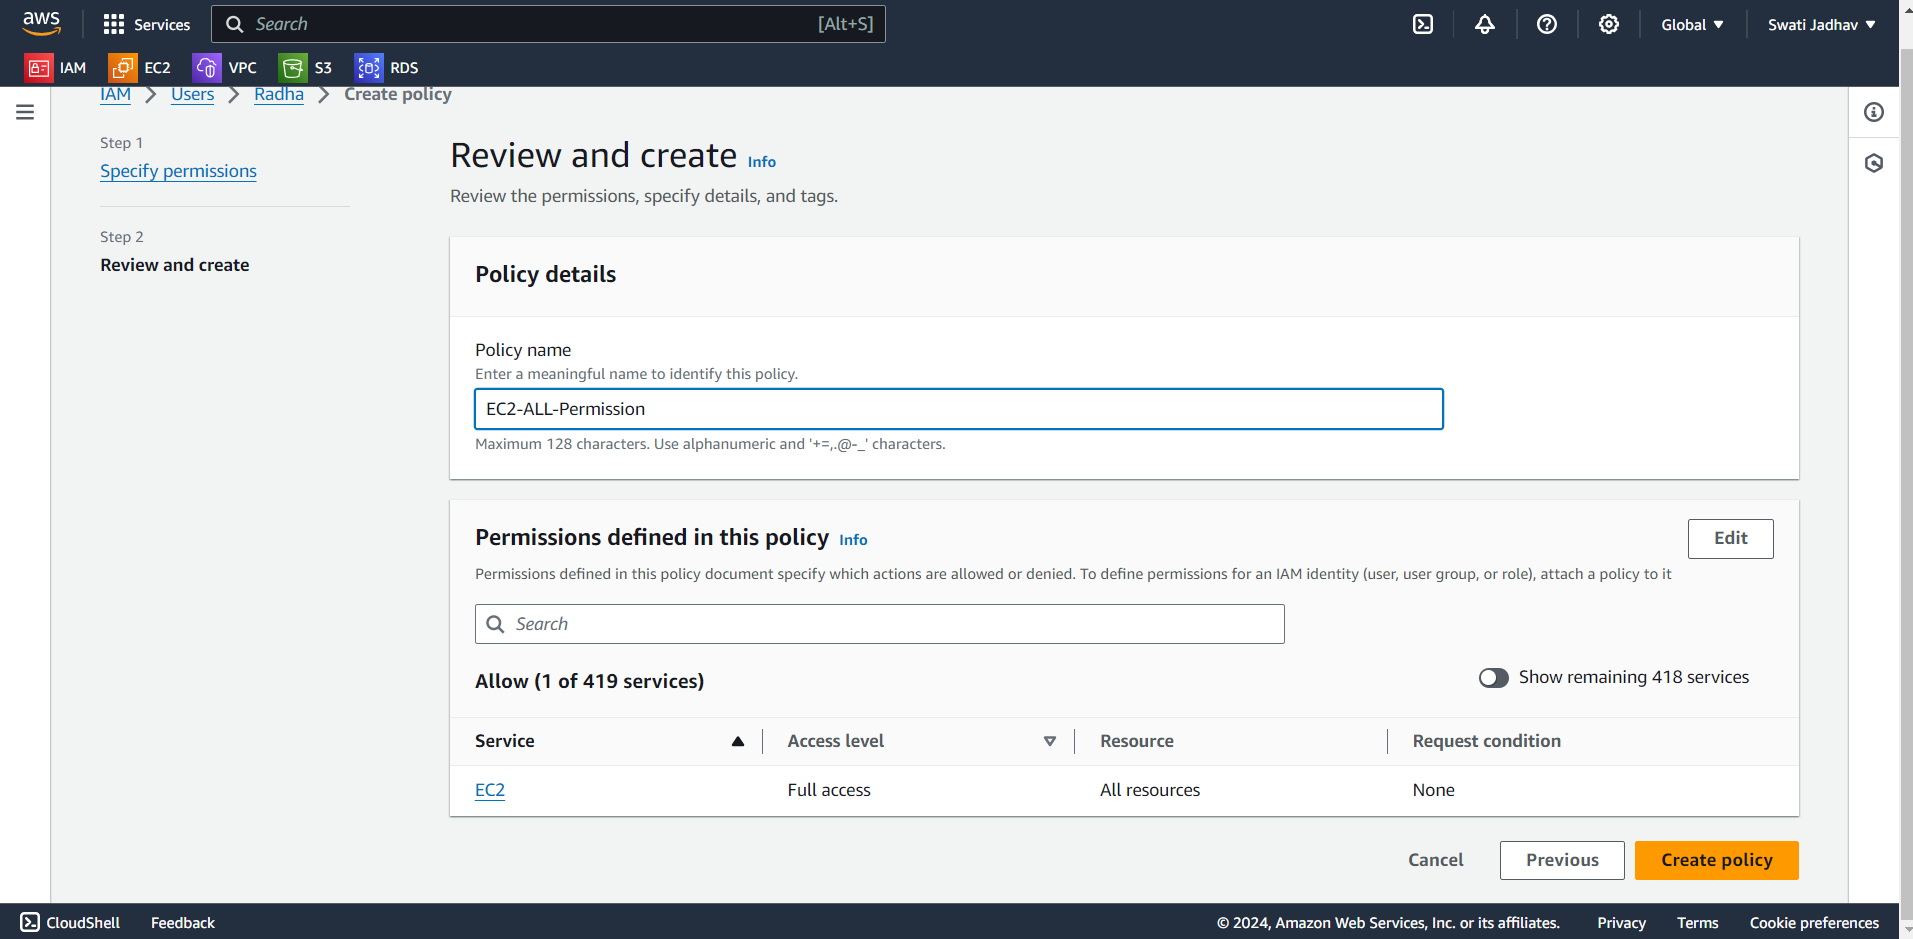 aws
Services
Search
[Alt+S]
Global
Swati Jadhav
IAM
EC2
VPC
S3
RDS
IAM
Users
Radha
Create policy
Step 1
Specify permissions
Step 2
Review and create
Review and create Info
Review the permissions, specify details, and tags.
Policy details
Policy name
Enter a meaningful name to identify this policy.
EC2-ALL-Permission
Maximum 128 characters. Use alphanumeric and '+=,.@-_' characters.
Permissions defined in this policy Info
Edit
Permissions defined in this policy document specify which actions are allowed or denied. To define permissions for an IAM identity (user, user group, or role), attach a policy to it
Search
Allow (1 of 419 services)
Show remaining 418 services
Service
Access level
Resource
Request condition
EC2
Full access
All resources
None
Cancel
Previous
Create policy
CloudShell
Feedback
© 2024, Amazon Web Services, Inc. or its affiliates.
Privacy
Terms
Cookie preferences